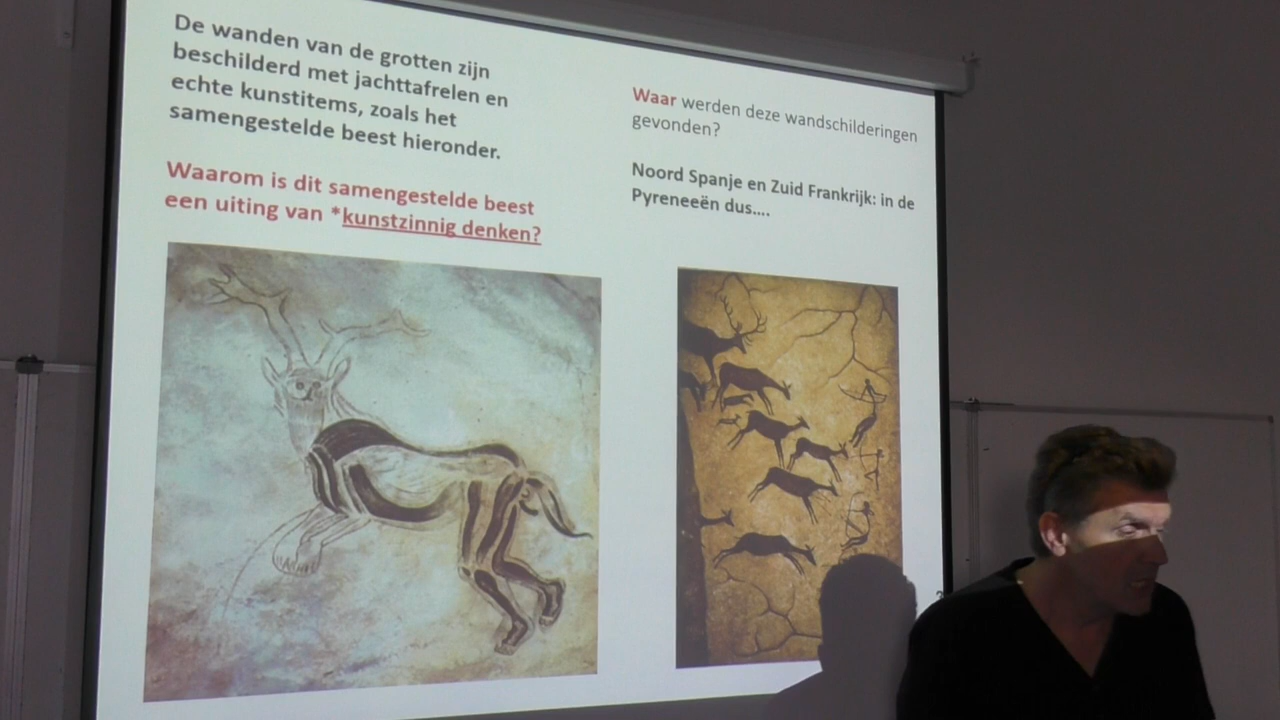 De wanden van de grotten zijn
beschilderd met jachttafrelen en
echte kunstitems, zoals het
samengestelde beest hieronder.
Waarom is dit samengestelde beest
een uiting van *kunstzinnig denken?
Waar werden deze wandschilderingen
gevonden?
Noord Spanje en Zuid Frankrijk: in de
Pyreneeën dus....